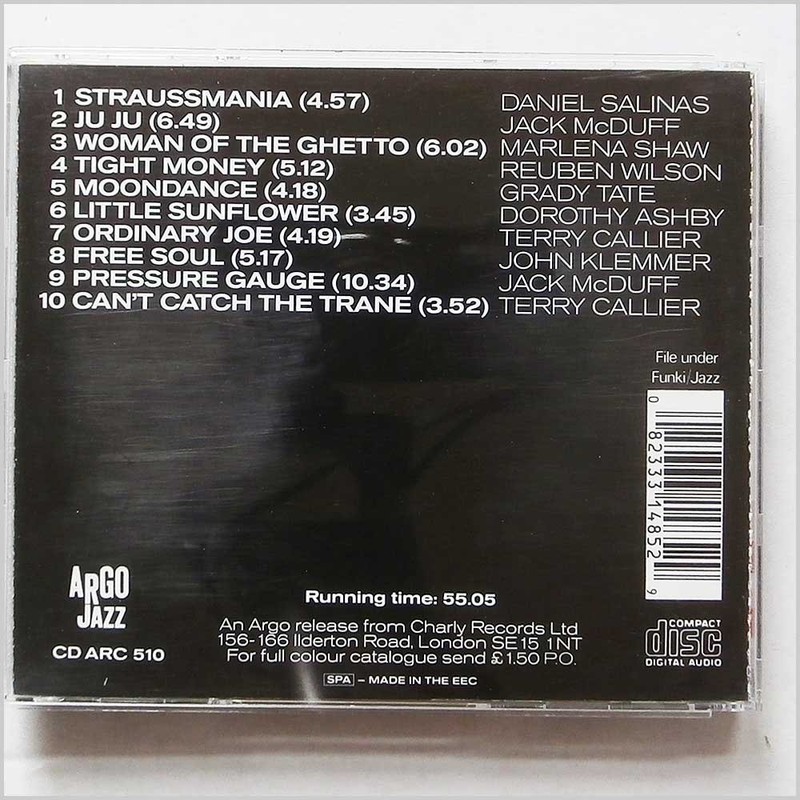 1 STRAUSSMANIA (4.57) DANIEL SALINAS
2 JU JU (6.49) JACK McDUFF
3 WOMAN OF THE GHETTO (6.02) MARLENA SHAW
4 TIGHT MONEY (5.12) REUBEN WILSON
5 MOONDANCE (4.18) GRADY TATE
6 LITTLE SUNFLOWER (3.45) DOROTHY ASHBY
7 ORDINARY JOE (4.19) TERRY CALLIER
8 FREE SOUL (5.17) JOHN KLEMMER
9 PRESSURE GAUGE (10.34) JACK McDUFF
10 CAN'T CATCH THE TRANE (3.52) TERRY CALLIER
File under
Funki/Jazz
0 82333 14852 9
ARGO
JAZZ
CD ARC 510
Running time: 55.05
An Argo release from Charly Records Ltd
156-166 Ilderton Road, London SE15 1NT
For full colour catalogue send £1.50 P.O.
SPA – MADE IN THE EEC
COMPACT
disc
DIGITAL AUDIO